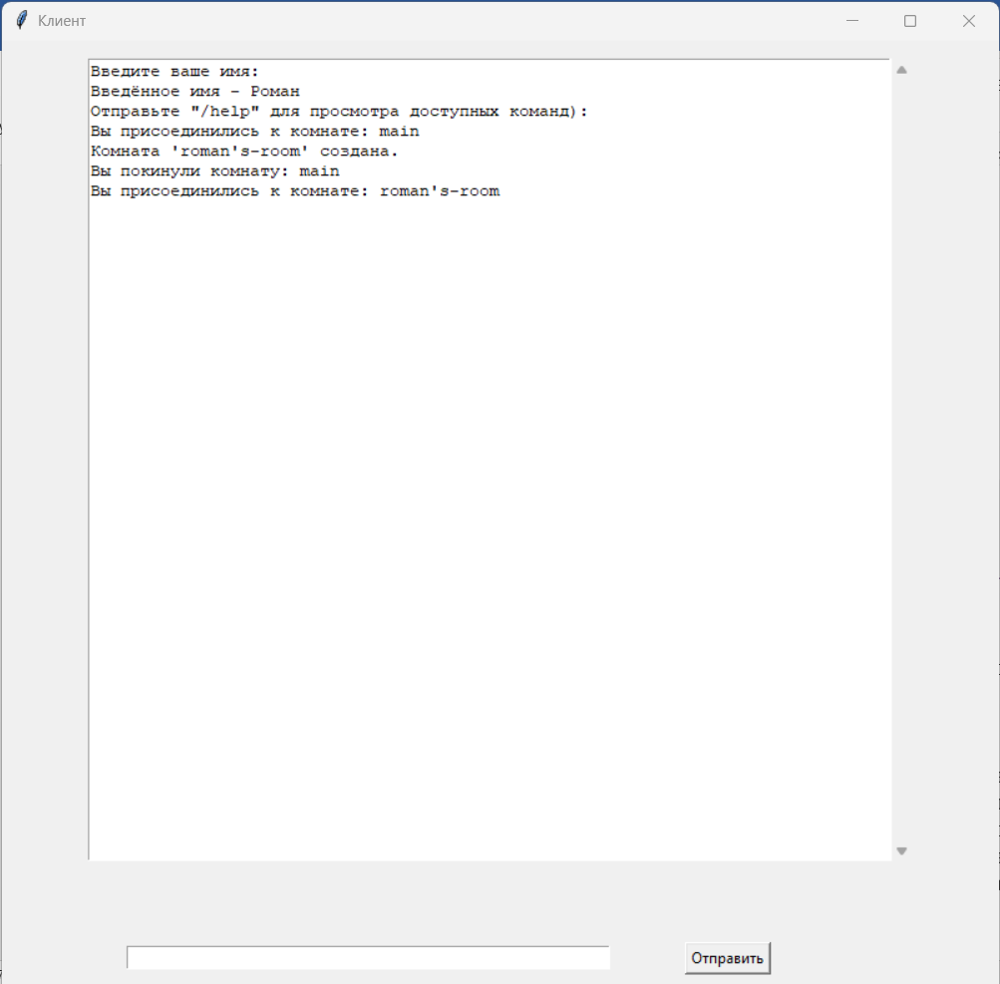 Клиент
Введите ваше имя:
Введённое имя - Роман
Отправьте "/help" для просмотра доступных команд):
Вы присоединились к комнате: main
Комната 'roman's-room' создана.
Вы покинули комнату: main
Вы присоединились к комнате: roman's-room
Отправить